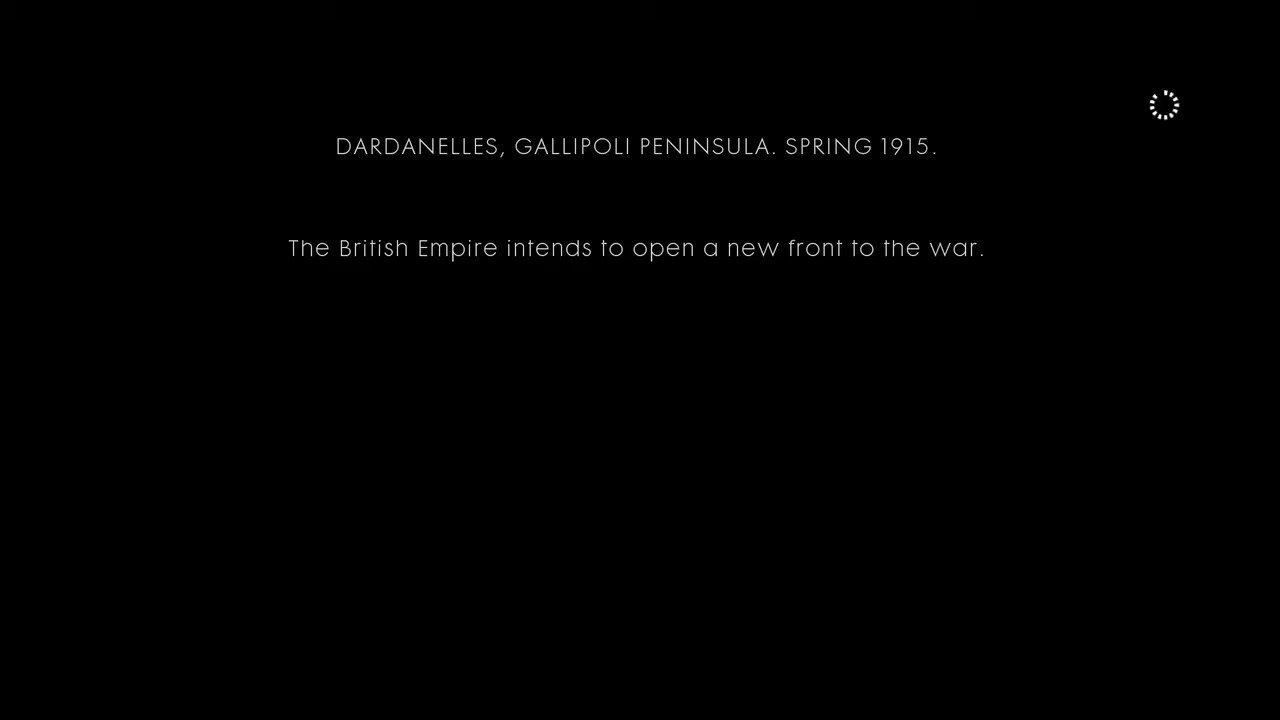 DARDANELLES, GALLIPOLI PENINSULA. SPRING 1915.
The British Empire intends to open a new front to the war.